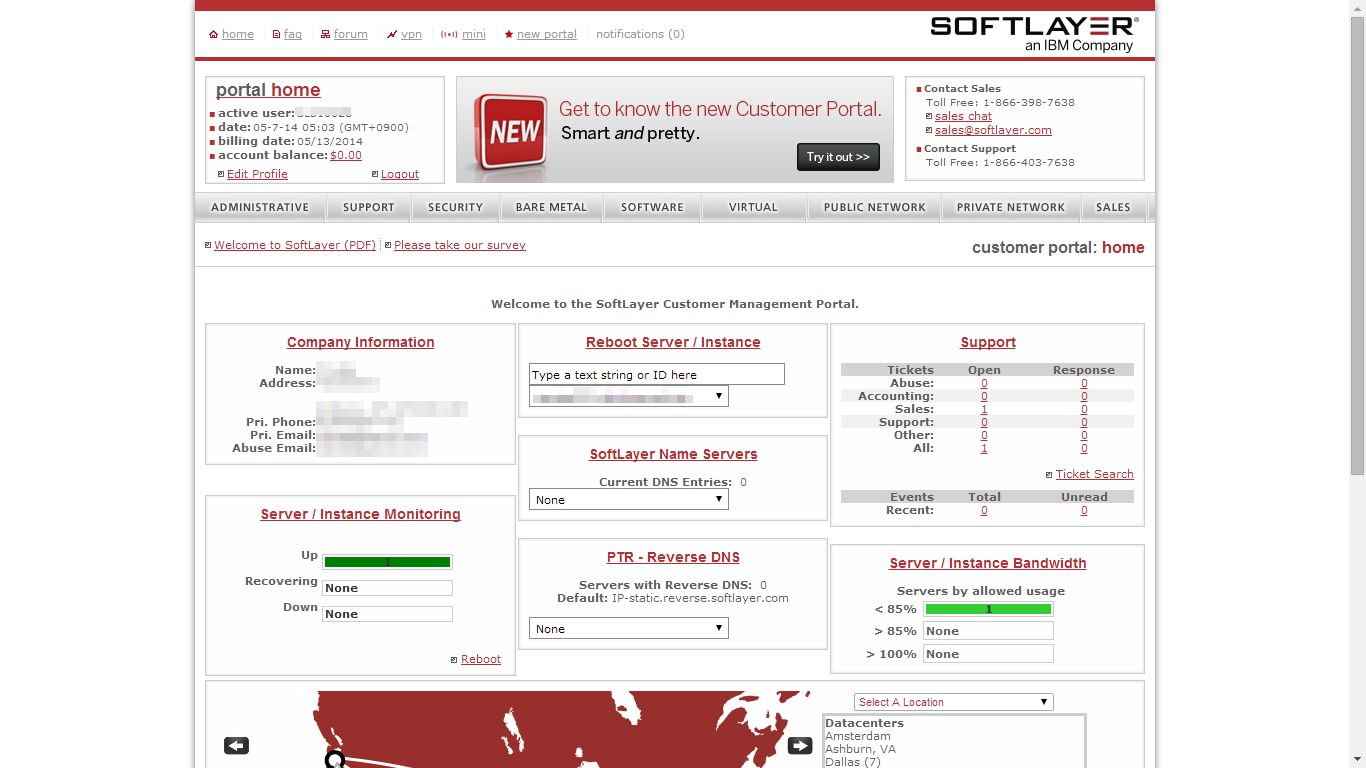 home faq forum vpn mini new portal notifications (0)
SOFTLAYER®
an IBM Company
portal home
active user:
date: 05-7-14 05:03 (GMT+0900)
billing date: 05/13/2014
account balance: $0.00
Edit Profile Logout
NEW
Get to know the new Customer Portal.
Smart and pretty.
Try it out >>
Contact Sales
Toll Free: 1-866-398-7638
sales chat
sales@softlayer.com
Contact Support
Toll Free: 1-866-403-7638
ADMINISTRATIVE SUPPORT SECURITY BARE METAL SOFTWARE VIRTUAL PUBLIC NETWORK PRIVATE NETWORK SALES
Welcome to SoftLayer (PDF) Please take our survey
customer portal: home
Welcome to the SoftLayer Customer Management Portal.
Company Information
Name:
Address:
Pri. Phone:
Pri. Email:
Abuse Email:
Server / Instance Monitoring
Up 1
Recovering None
Down None
Reboot
Reboot Server / Instance
Type a text string or ID here
SoftLayer Name Servers
Current DNS Entries: 0
None
PTR - Reverse DNS
Servers with Reverse DNS: 0
Default: IP-static.reverse.softlayer.com
None
Support
Tickets Open Response
Abuse: 0 0
Accounting: 0 0
Sales: 1 0
Support: 0 0
Other: 0 0
All: 1 0
Ticket Search
Events Total Unread
Recent: 0 0
Server / Instance Bandwidth
Servers by allowed usage
< 85% 1
> 85% None
> 100% None
Select A Location
Datacenters
Amsterdam
Ashburn, VA
Dallas (7)